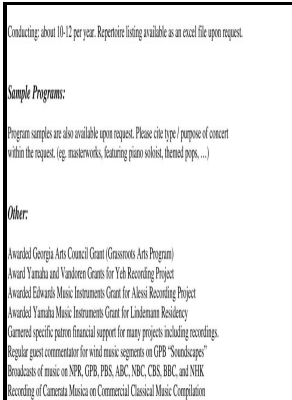 Conducting: about 10-12 per year. Repertoire listing available as an excel file upon request.
Sample Programs:
Program samples are also available upon request. Please cite type / purpose of concert
within the request. (eg. masterworks, featuring piano soloist, themed pops, ...)
Other:
Awarded Georgia Arts Council Grant (Grassroots Arts Program)
Award Yamaha and Vandoren Grants for Yeh Recording Project
Awarded Edwards Music Instruments Grant for Alessi Recording Project
Awarded Yamaha Music Instruments Grant for Lindemann Residency
Garnered specific patron financial support for many projects including recordings.
Regular guest commentator for wind music segments on GPB "Soundscapes"
Broadcasts of music on NPR, GPB, PBS, ABC, NBC, CBS, BBC, and NHK
Recording of Camerata Musica on Commercial Classical Music Compilation